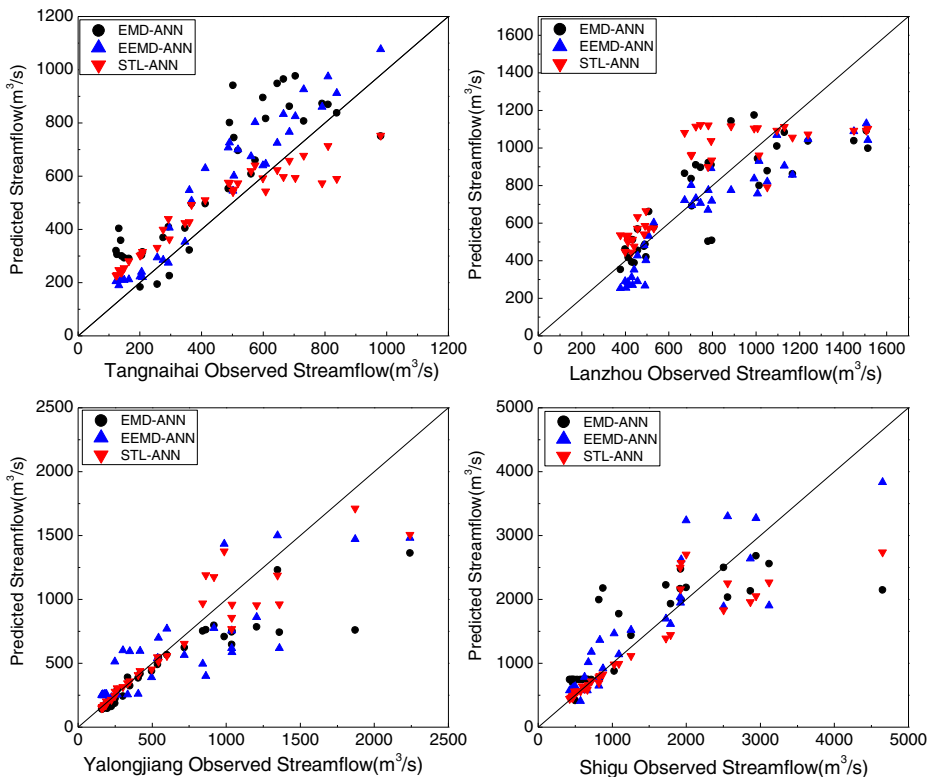 1200
1000
800
600
400
200
0
Predicted Streamflow(m³/s)
EMD-ANN
EEMD-ANN
STL-ANN
0 200 400 600 800 1000 1200
Tangnaihai Observed Streamflow(m³/s)
1600
1400
1200
1000
800
600
400
200
0
Predicted Streamflow(m³/s)
EMD-ANN
EEMD-ANN
STL-ANN
0 200 400 600 800 1000 1200 1400 1600
Lanzhou Observed Streamflow(m³/s)
2500
2000
1500
1000
500
0
Predicted Streamflow(m³/s)
EMD-ANN
EEMD-ANN
STL-ANN
0 500 1000 1500 2000 2500
Yalongjiang Observed Streamflow(m³/s)
5000
4000
3000
2000
1000
0
Predicted Streamflow(m³/s)
EMD-ANN
EEMD-ANN
STL-ANN
0 1000 2000 3000 4000 5000
Shigu Observed Streamflow(m³/s)